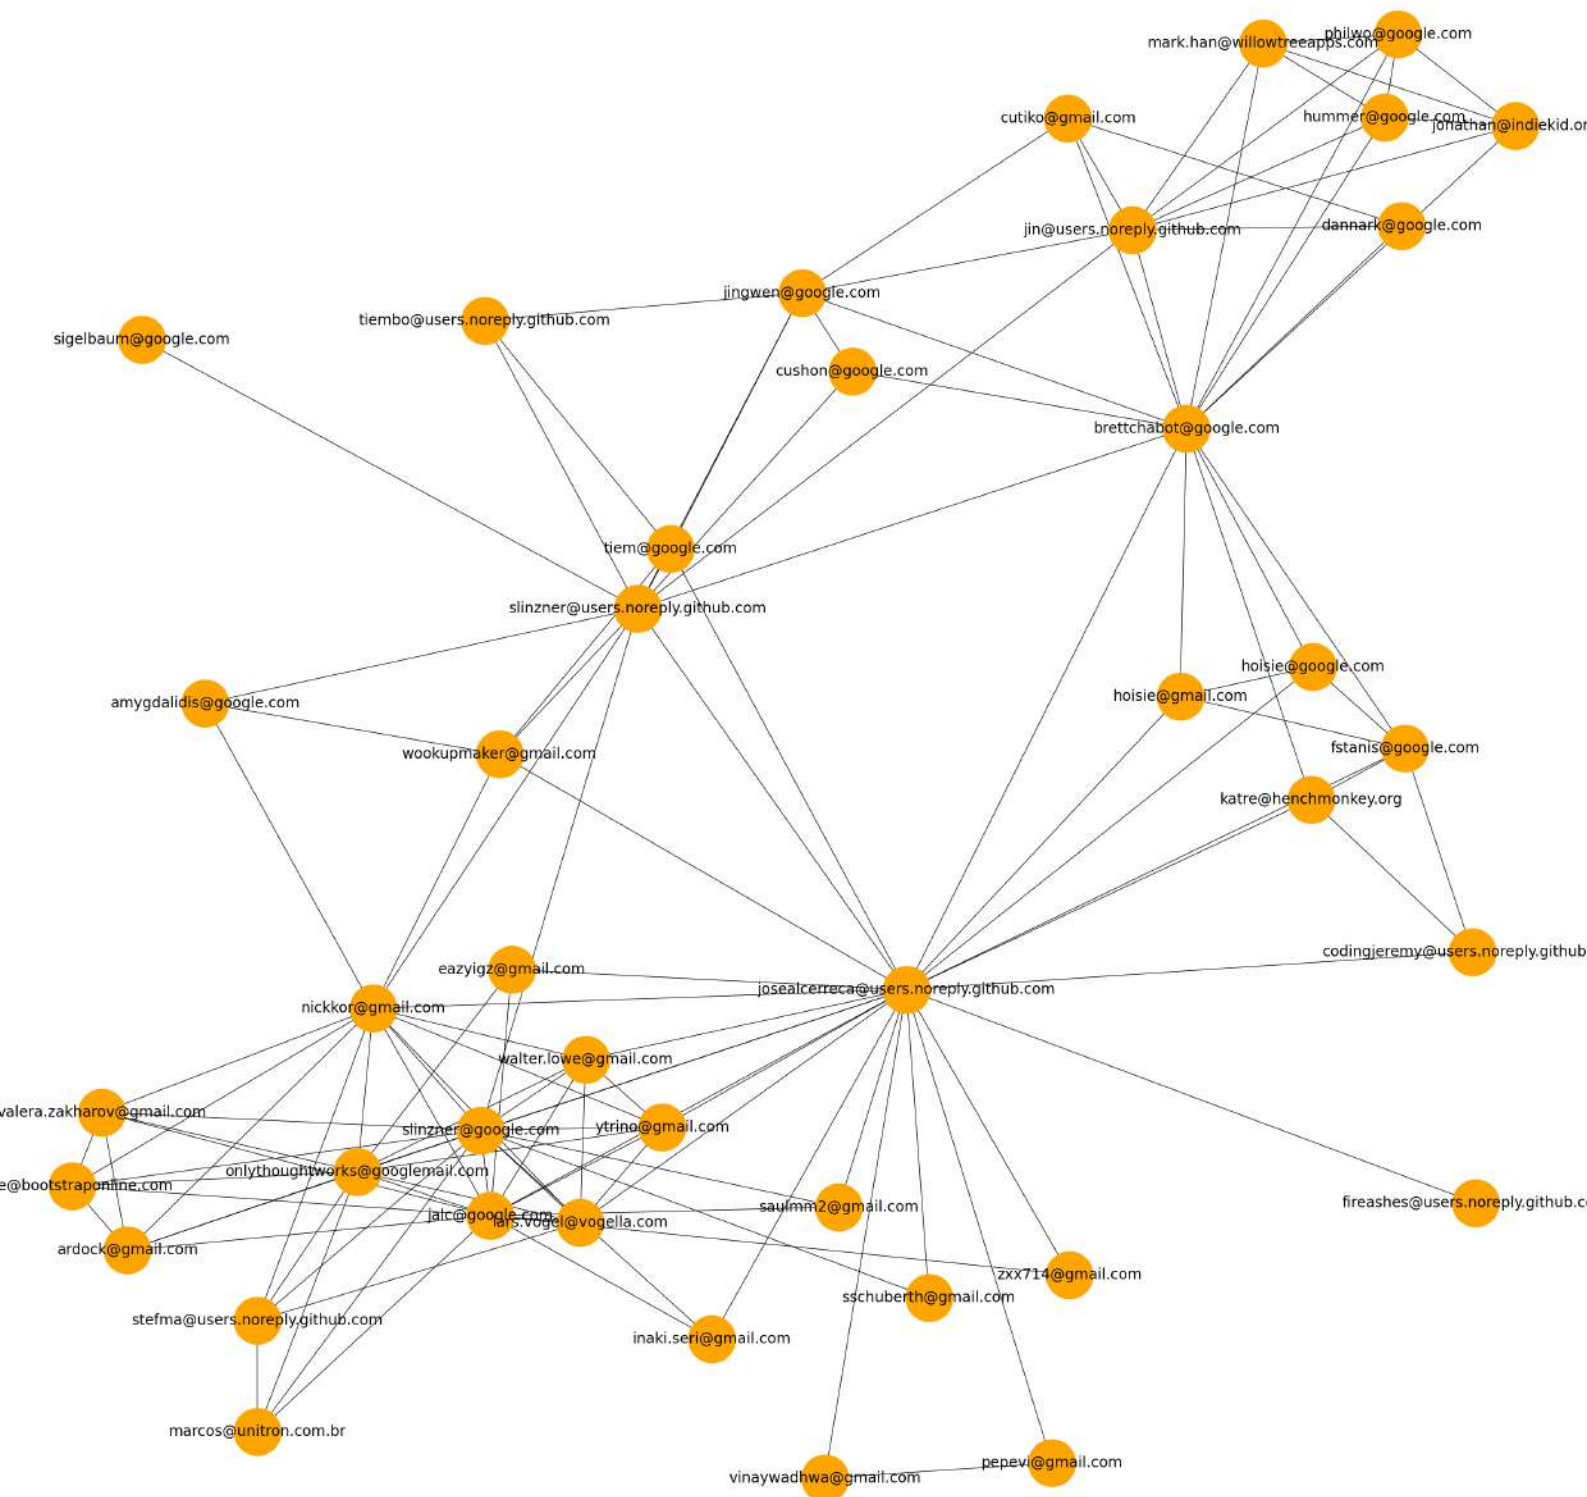 philwo@google.com
mark.han@willowtreeapps.com
cutiko@gmail.com
hummer@google.com
jonathan@indiekid.or
jin@users.noreply.github.com
dannark@google.com
jingwen@google.com
tiembo@users.noreply.github.com
sigelbaum@google.com
cushon@google.com
brettchabot@google.com
tiem@google.com
slinzner@users.noreply.github.com
hoisie@google.com
hoisie@gmail.com
amygdalidis@google.com
wookupmaker@gmail.com
fstanis@google.com
katre@henchmonkey.org
codingjeremy@users.noreply.github
eazyigz@gmail.com
josealcerreca@users.noreply.github.com
nickkor@gmail.com
walter.lowe@gmail.com
valera.zakharov@gmail.com
slinzner@google.com
ytrino@gmail.com
onlythoughtworks@googlemail.com
e@bootstraponline.com
fireashes@users.noreply.github.co
saulmm2@gmail.com
jalc@google.com
lars.vogel@vogella.com
ardock@gmail.com
zxx714@gmail.com
sschuberth@gmail.com
stefma@users.noreply.github.com
inaki.seri@gmail.com
marcos@unitron.com.br
pepevi@gmail.com
vinaywadhwa@gmail.com